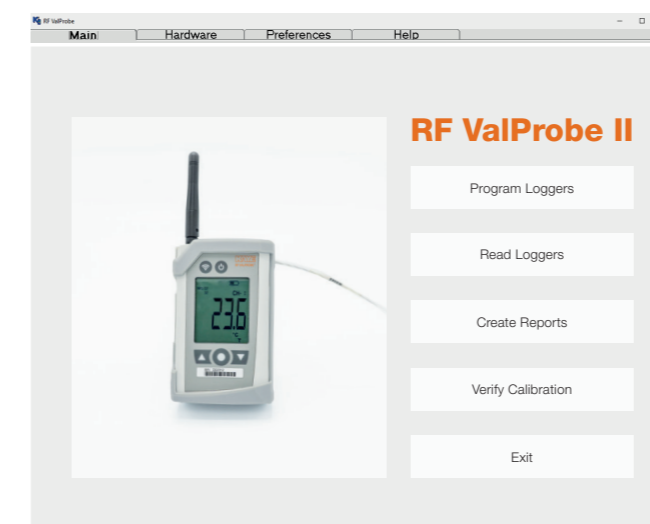 RF ValProbe
Main
Hardware
Preferences
Help
RF ValProbe II
Program Loggers
Read Loggers
Create Reports
Verify Calibration
Exit
23.6